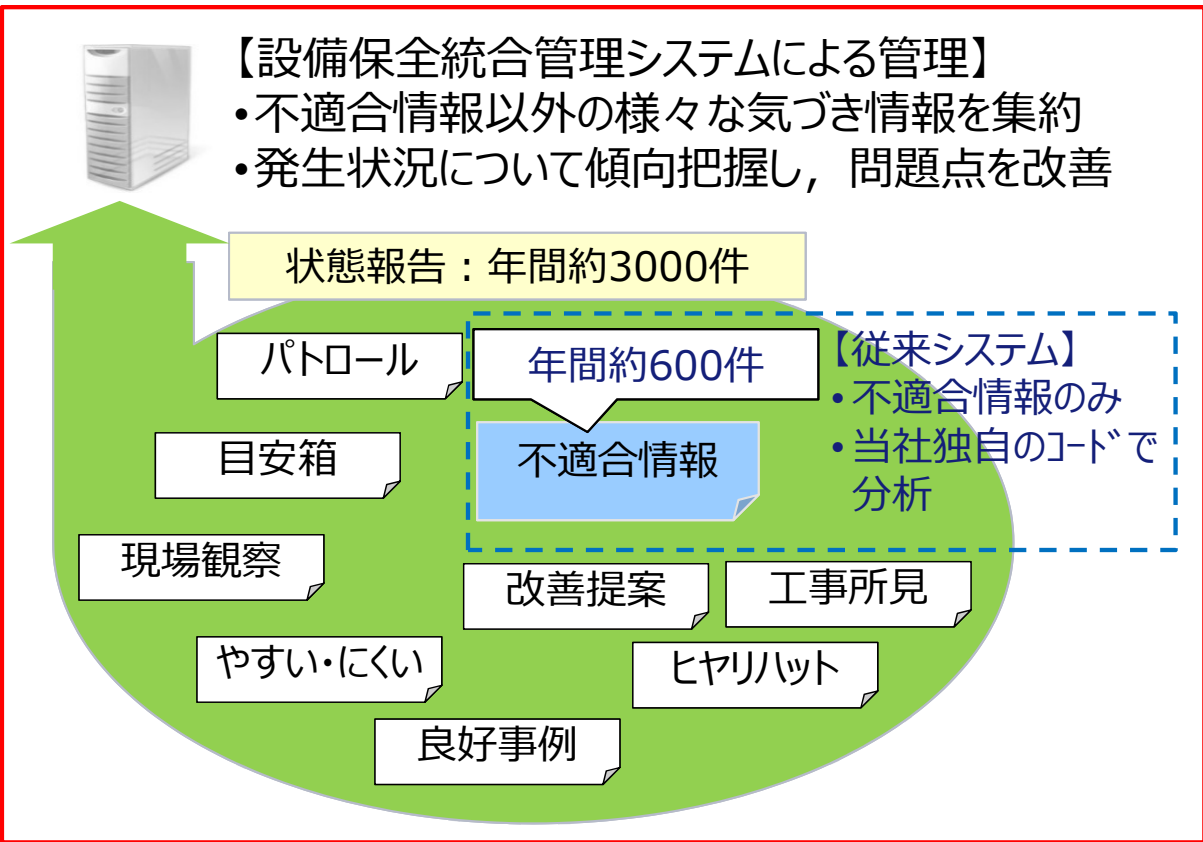 【設備保全統合管理システムによる管理】
•不適合情報以外の様々な気づき情報を集約
•発生状況について傾向把握し，問題点を改善
状態報告：年間約3000件
パトロール
年間約600件
【従来システム】
•不適合情報のみ
•当社独自のｺｰﾄﾞで
分析
目安箱
不適合情報
現場観察
改善提案
工事所見
やすい･にくい
ヒヤリハット
良好事例